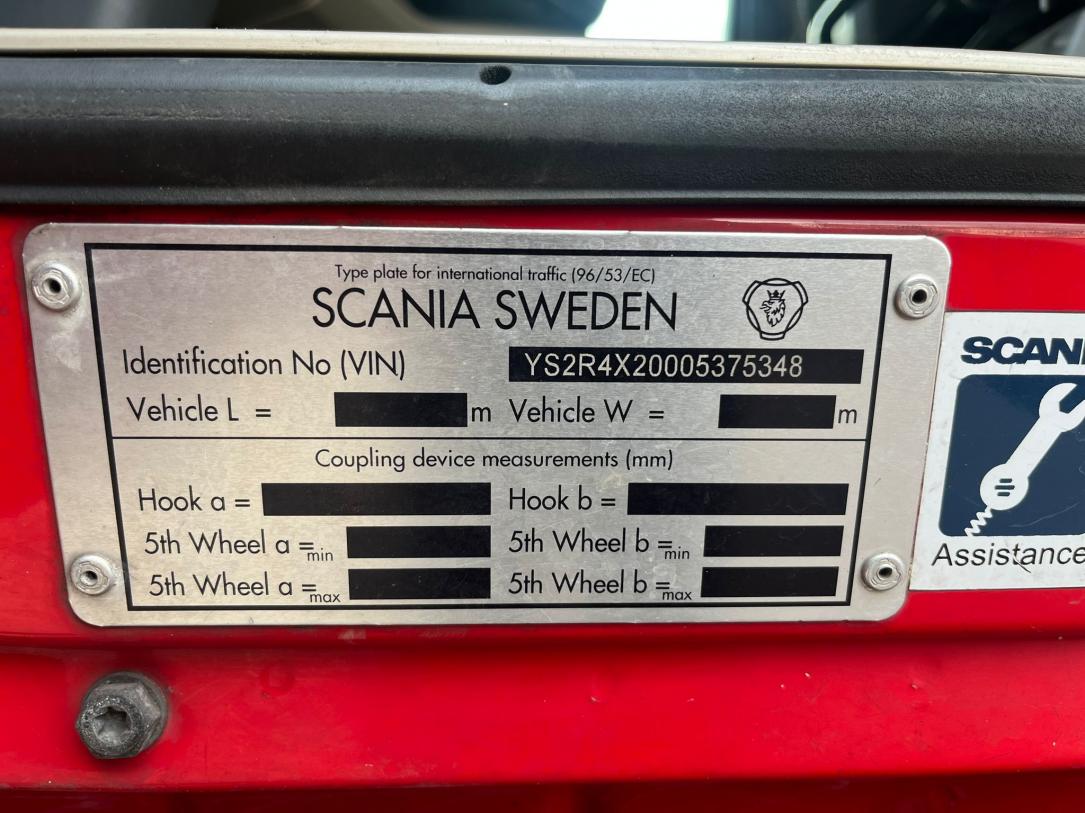 Type plate for international traffic (96/53/EC)
SCANIA SWEDEN
Identification No (VIN) YS2R4X20005375348
Vehicle L = m Vehicle W = m
Coupling device measurements (mm)
Hook a = Hook b =
5th Wheel a =min 5th Wheel b =min
5th Wheel a =max 5th Wheel b =max
SCANI
Assistance